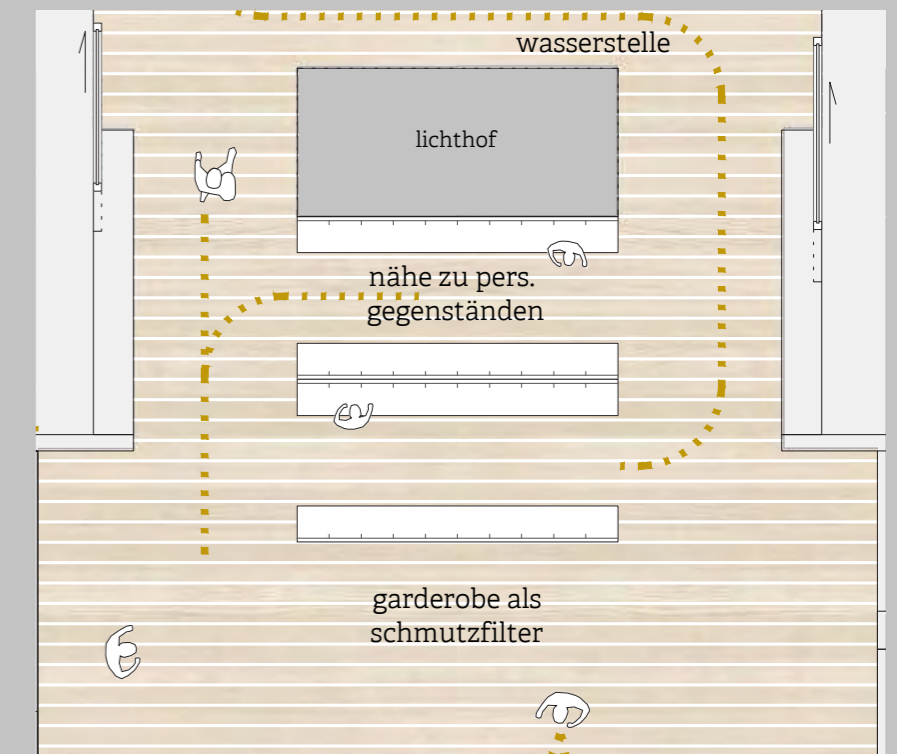 wasserstelle
lichthof
nähe zu pers.
gegenständen
garderobe als
schmutzfilter